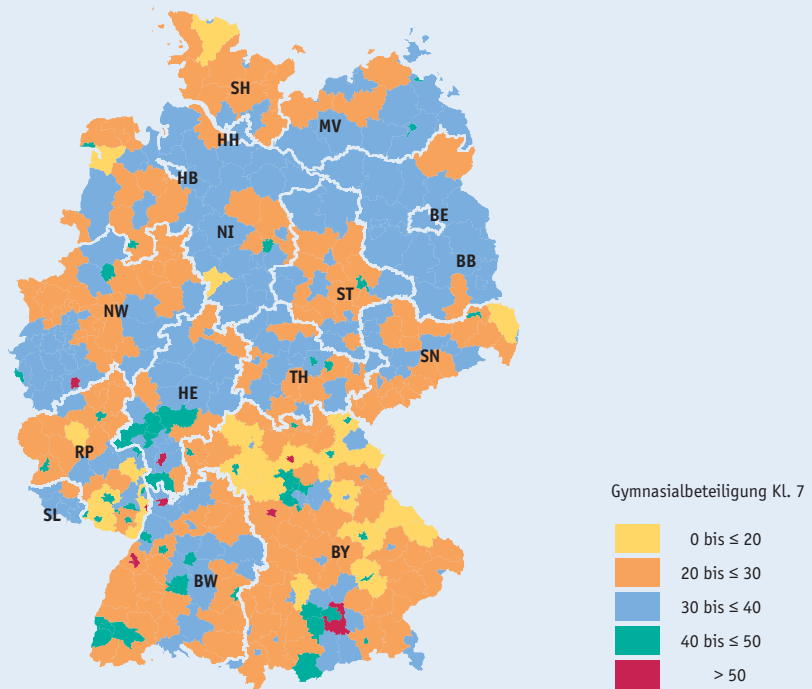 SH
MV
HH
HB
BE
NI
BB
ST
NW
SN
TH
HE
RP
SL
BY
BW
Gymnasialbeteiligung Kl. 7
0 bis ≤ 20
20 bis ≤ 30
30 bis ≤ 40
40 bis ≤ 50
> 50